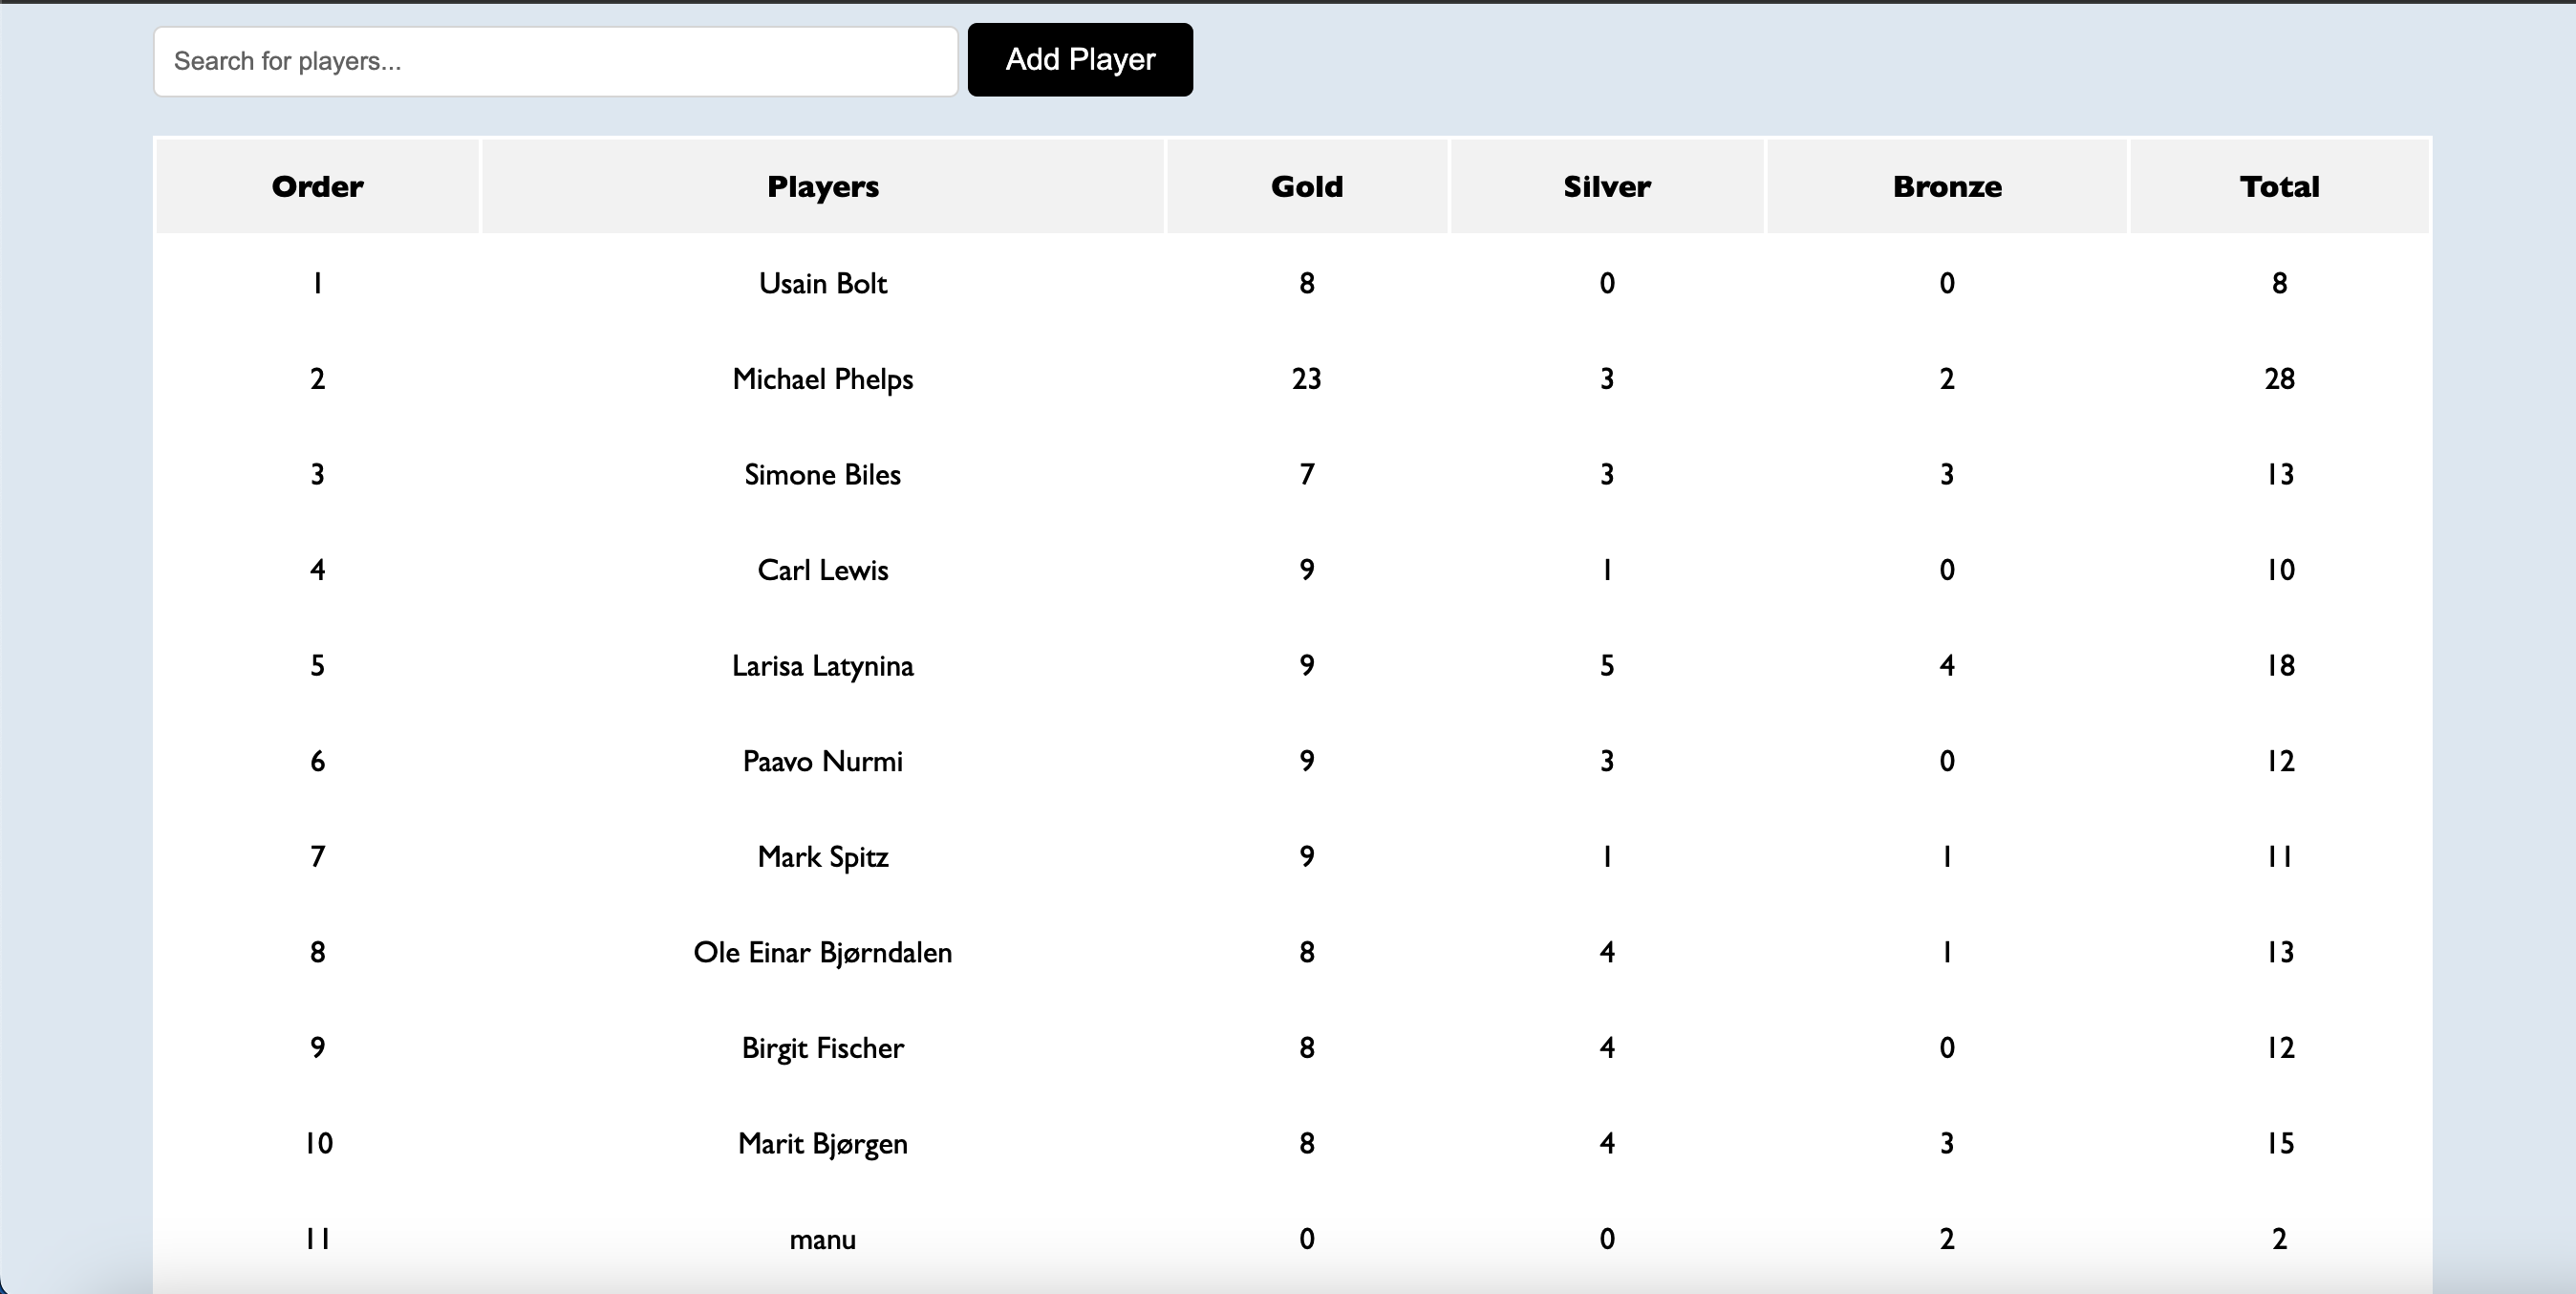 Search for players... Add Player
Order Players Gold Silver Bronze Total
1 Usain Bolt 8 0 0 8
2 Michael Phelps 23 3 2 28
3 Simone Biles 7 3 3 13
4 Carl Lewis 9 1 0 10
5 Larisa Latynina 9 5 4 18
6 Paavo Nurmi 9 3 0 12
7 Mark Spitz 9 1 1 11
8 Ole Einar Bjørndalen 8 4 1 13
9 Birgit Fischer 8 4 0 12
10 Marit Bjørgen 8 4 3 15
11 manu 0 0 2 2